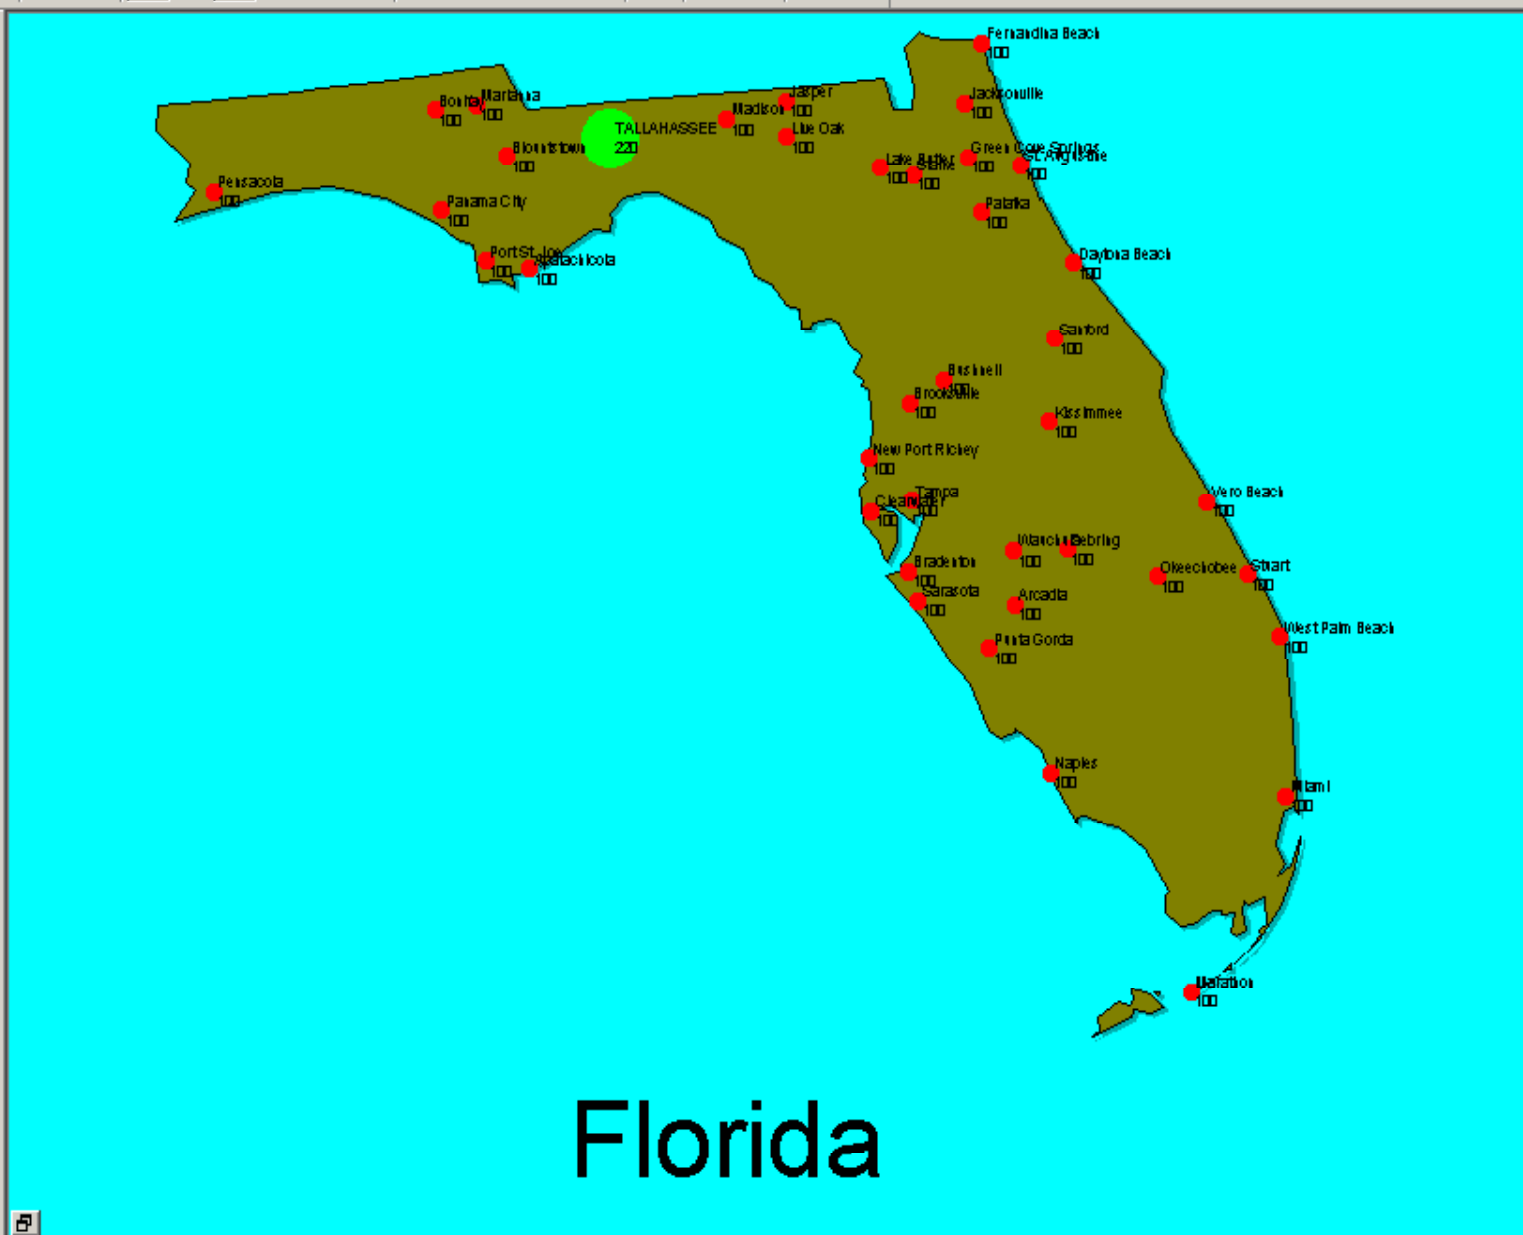 Fernandina Beach
100
Jasper
100
Jacksonville
100
Bonifay
100
Marianna
100
Madison
100
TALLAHASSEE
220
Live Oak
100
Blountstown
100
Green Cove Springs
100
St. Augustine
100
Lake Butler
100
Starke
100
Pensacola
100
Panama City
100
Palatka
100
Port St. Joe
100
Apalachicola
100
Daytona Beach
100
Sanford
100
Bushnell
100
Brooksville
100
Kissimmee
100
New Port Richey
100
Tampa
100
Clearwater
100
Vero Beach
100
Wauchula
100
Sebring
100
Bradenton
100
Okeechobee
100
Stuart
100
Sarasota
100
Arcadia
100
West Palm Beach
100
Punta Gorda
100
Naples
100
Miami
100
Marathon
100
Florida